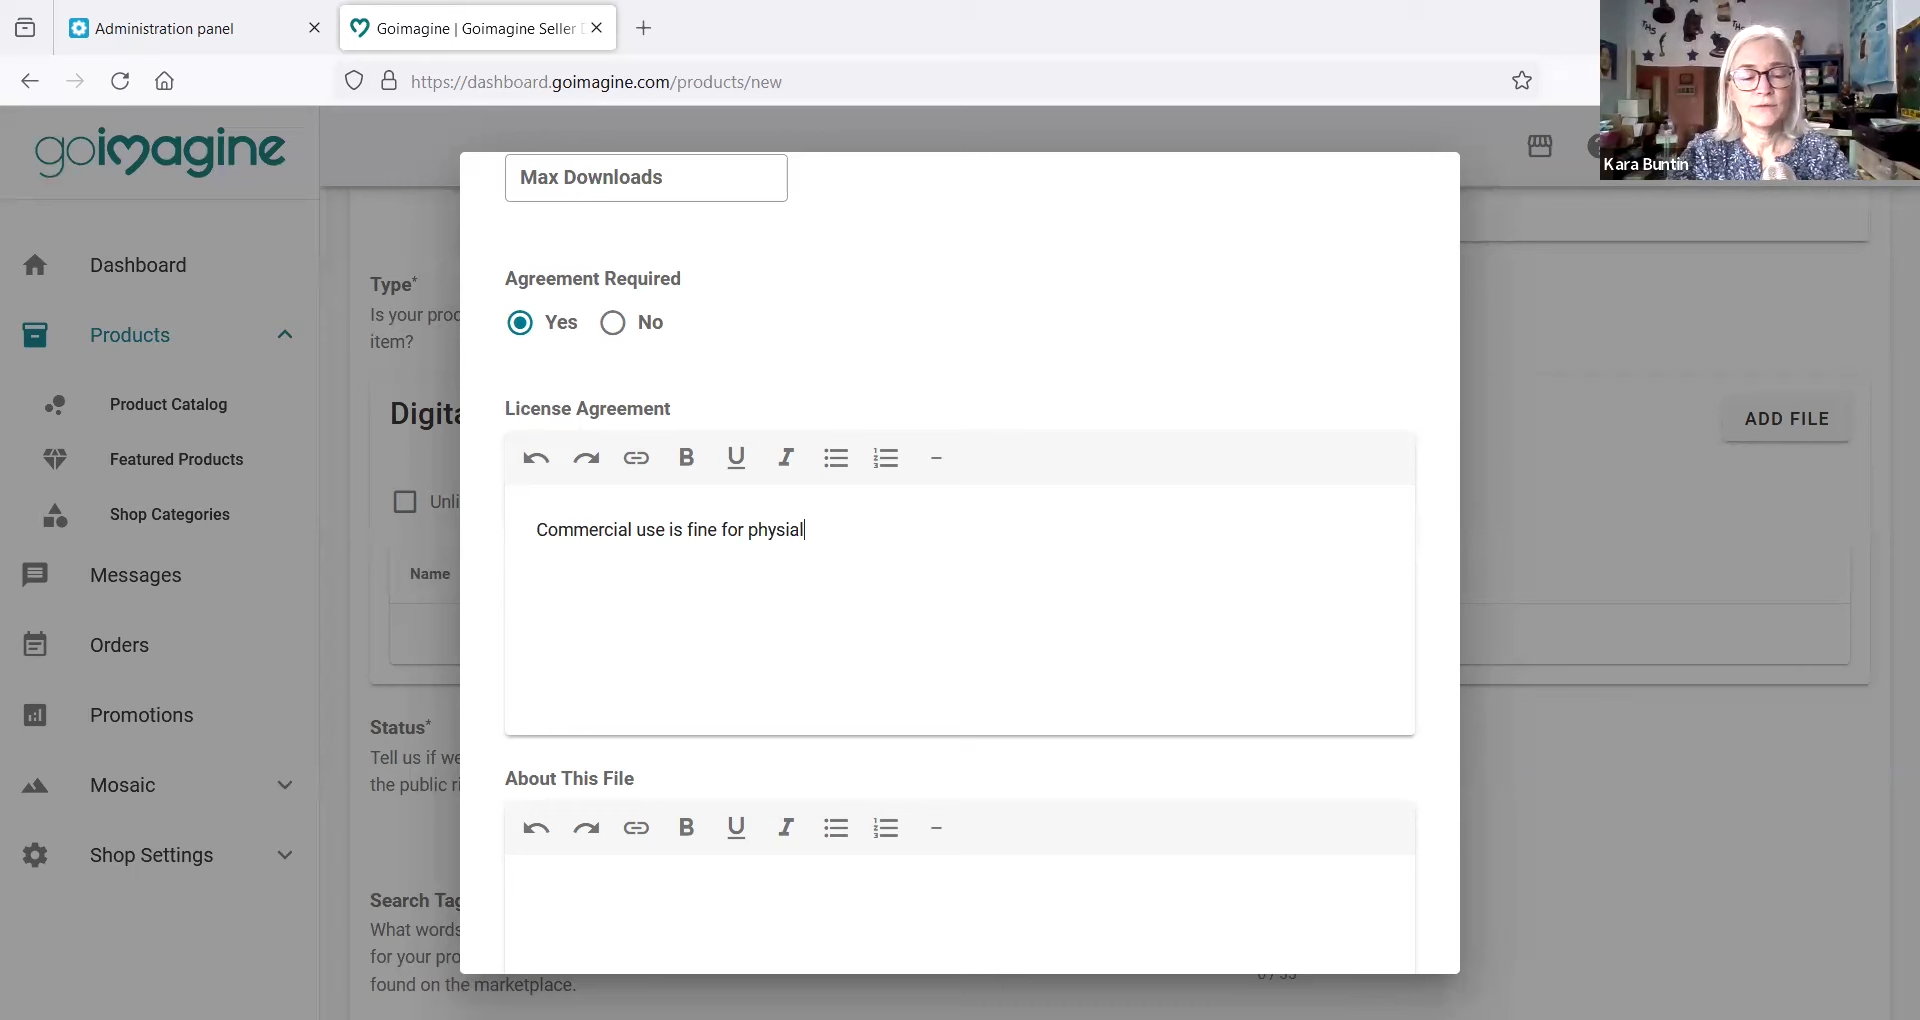 Administration panel
Goimagine | Goimagine Seller
https://dashboard.goimagine.com/products/new
Kara Buntin
goimagine
Dashboard
Products
Product Catalog
Featured Products
Shop Categories
Messages
Orders
Promotions
Mosaic
Shop Settings
Type*
Is your prod
item?
Digita
ADD FILE
Unli
Name
Status*
Tell us if we
the public ri
Search Tag
What words
for your pro
found on the marketplace.
Max Downloads
Agreement Required
Yes
No
License Agreement
B U I
Commercial use is fine for physial
About This File
B U I